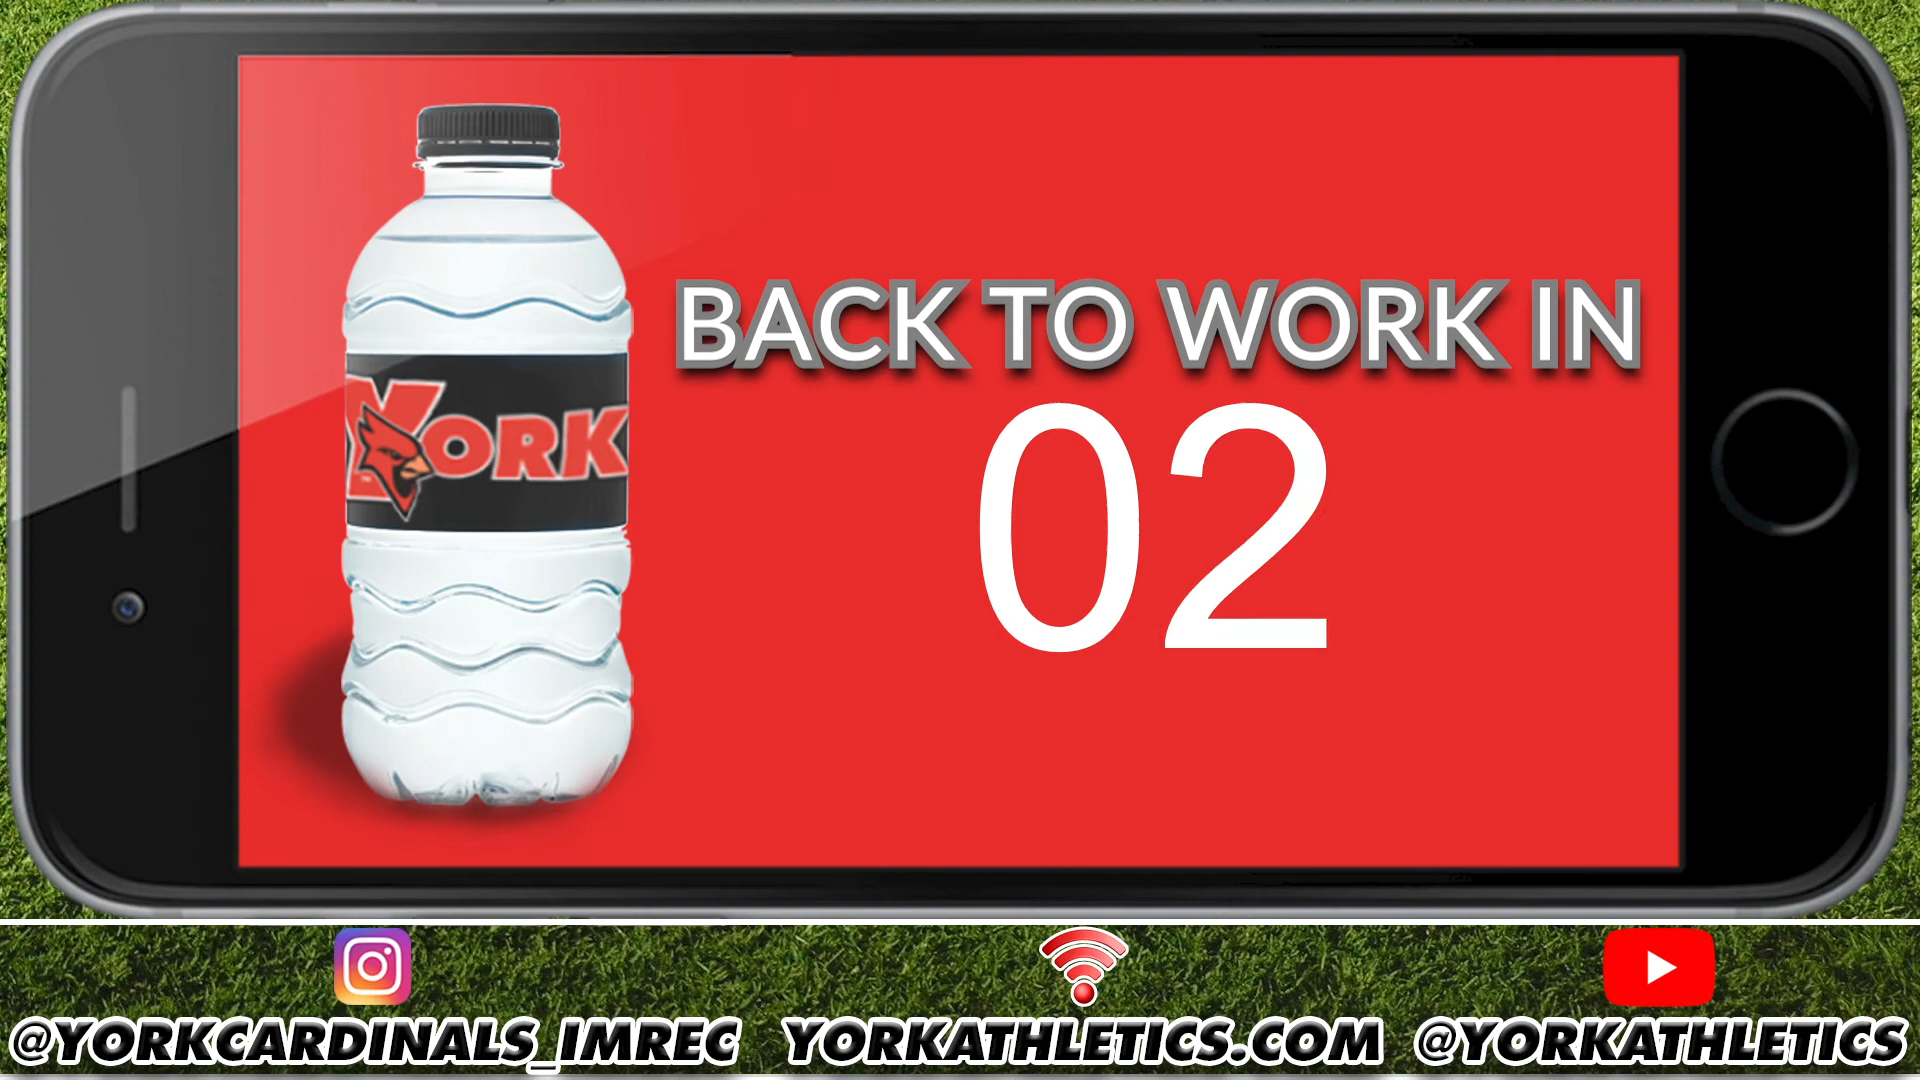 BACK TO WORK IN
02
YORK
@YORKCARDINALS_IMREC YORKATHLETICS.COM @YORKATHLETICS